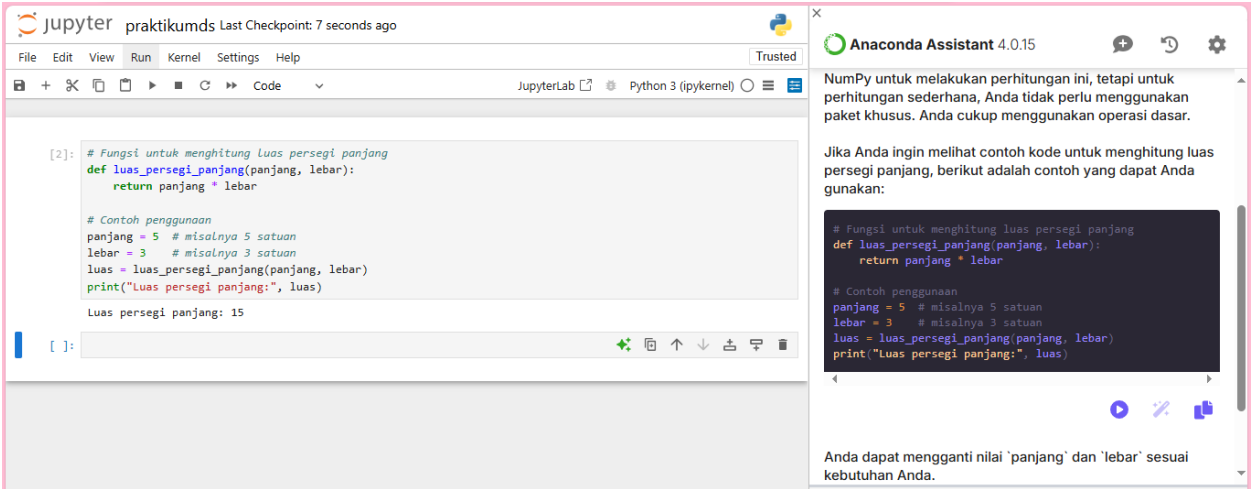 jupyter praktikumds Last Checkpoint: 7 seconds ago
File Edit View Run Kernel Settings Help Trusted
Code JupyterLab Python 3 (ipykernel)
[2]: # Fungsi untuk menghitung luas persegi panjang
def luas_persegi_panjang(panjang, lebar):
    return panjang * lebar
# Contoh penggunaan
panjang = 5  # misalnya 5 satuan
lebar = 3    # misalnya 3 satuan
luas = luas_persegi_panjang(panjang, lebar)
print("Luas persegi panjang:", luas)
Luas persegi panjang: 15
[ ]:
Anaconda Assistant 4.0.15
NumPy untuk melakukan perhitungan ini, tetapi untuk
perhitungan sederhana, Anda tidak perlu menggunakan
paket khusus. Anda cukup menggunakan operasi dasar.
Jika Anda ingin melihat contoh kode untuk menghitung luas
persegi panjang, berikut adalah contoh yang dapat Anda
gunakan:
# Fungsi untuk menghitung luas persegi panjang
def luas_persegi_panjang(panjang, lebar):
    return panjang * lebar
# Contoh penggunaan
panjang = 5  # misalnya 5 satuan
lebar = 3    # misalnya 3 satuan
luas = luas_persegi_panjang(panjang, lebar)
print("Luas persegi panjang:", luas)
Anda dapat mengganti nilai `panjang` dan `lebar` sesuai
kebutuhan Anda.